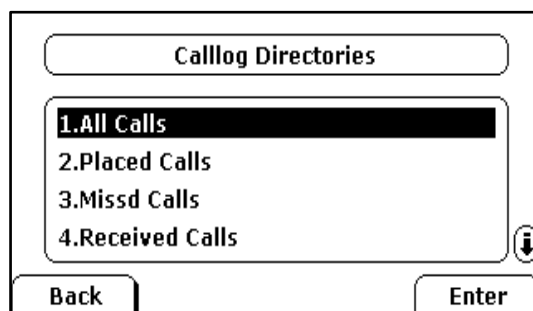 Calllog Directories
1.All Calls
2.Placed Calls
3.Missd Calls
4.Received Calls
Back Enter